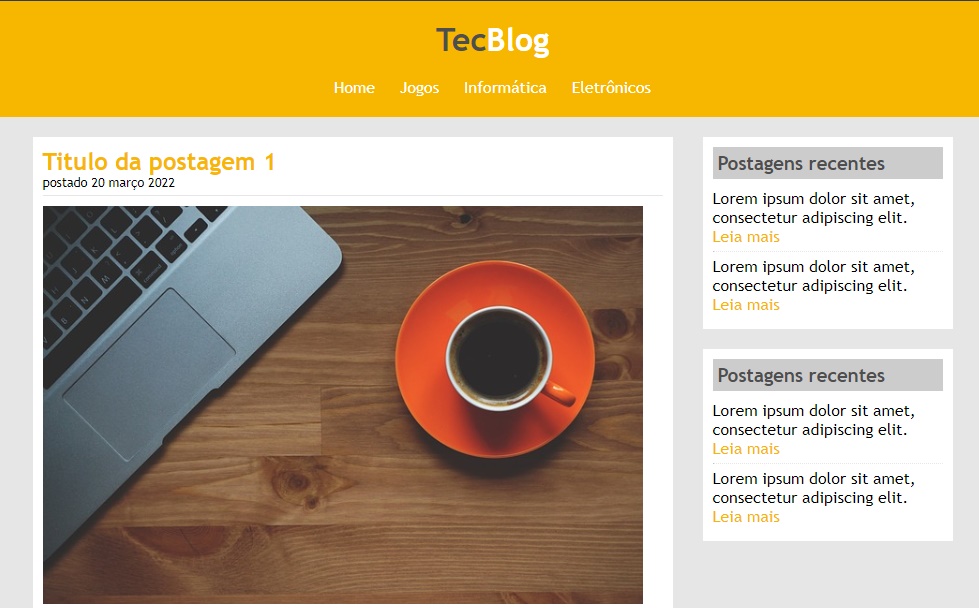 TecBlog
Home Jogos Informática Eletrônicos
Titulo da postagem 1
postado 20 março 2022
Postagens recentes
Lorem ipsum dolor sit amet,
consectetur adipiscing elit.
Leia mais
Lorem ipsum dolor sit amet,
consectetur adipiscing elit.
Leia mais
Postagens recentes
Lorem ipsum dolor sit amet,
consectetur adipiscing elit.
Leia mais
Lorem ipsum dolor sit amet,
consectetur adipiscing elit.
Leia mais